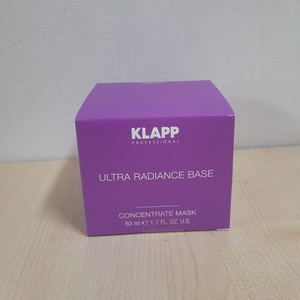 KLAPP
PROFESSIONAL
ULTRA RADIANCE BASE
CONCENTRATE MASK
50 ml e 1.7 FL. OZ. U.S.